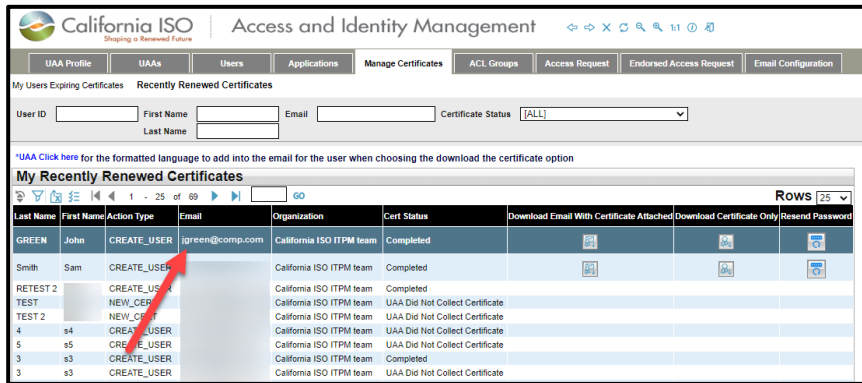 California ISO
Shaping a Renewed Future
Access and Identity Management
1:1
UAA Profile UAAs Users Applications Manage Certificates ACL Groups Access Request Endorsed Access Request Email Configuration
My Users Expiring Certificates Recently Renewed Certificates
User ID First Name Email Certificate Status [ALL]
Last Name
*UAA Click here for the formatted language to add into the email for the user when choosing the download the certificate option
My Recently Renewed Certificates
1 - 25 of 69 GO Rows 25
Last Name First Name Action Type Email Organization Cert Status Download Email With Certificate Attached Download Certificate Only Resend Password
GREEN John CREATE_USER jgreen@comp.com California ISO ITPM team Completed
Smith Sam CREATE_USER California ISO ITPM team Completed
RETEST 2 CREATE_USER California ISO ITPM team Completed
TEST NEW_CERT California ISO ITPM team UAA Did Not Collect Certificate
TEST 2 NEW_CERT California ISO ITPM team UAA Did Not Collect Certificate
4 s4 CREATE_USER California ISO ITPM team UAA Did Not Collect Certificate
5 s5 CREATE_USER California ISO ITPM team UAA Did Not Collect Certificate
3 s3 CREATE_USER California ISO ITPM team Completed
3 s3 CREATE_USER California ISO ITPM team UAA Did Not Collect Certificate